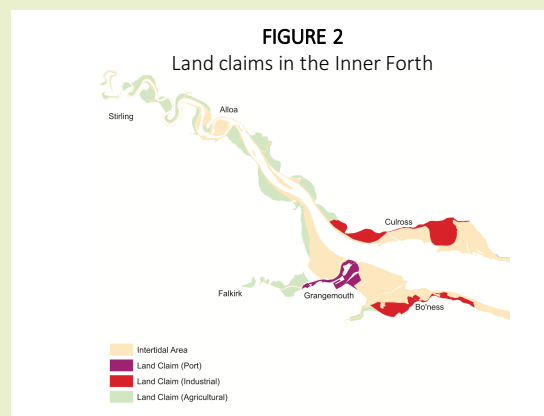 FIGURE 2
Land claims in the Inner Forth
Stirling
Alloa
Culross
Falkirk
Grangemouth
Bo'ness
Intertidal Area
Land Claim (Port)
Land Claim (Industrial)
Land Claim (Agricultural)